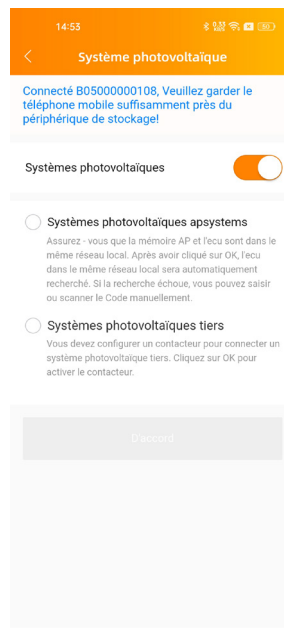 14:53
Système photovoltaïque
Connecté B05000000108, Veuillez garder le
téléphone mobile suffisamment près du
périphérique de stockage!
Systèmes photovoltaïques
Systèmes photovoltaïques apsystems
Assurez - vous que la mémoire AP et l'ecu sont dans le
même réseau local. Après avoir cliqué sur OK, l'ecu
dans le même réseau local sera automatiquement
recherché. Si la recherche échoue, vous pouvez saisir
ou scanner le Code manuellement.
Systèmes photovoltaïques tiers
Vous devez configurer un contacteur pour connecter un
système photovoltaïque tiers. Cliquez sur OK pour
activer le contacteur.
D'accord